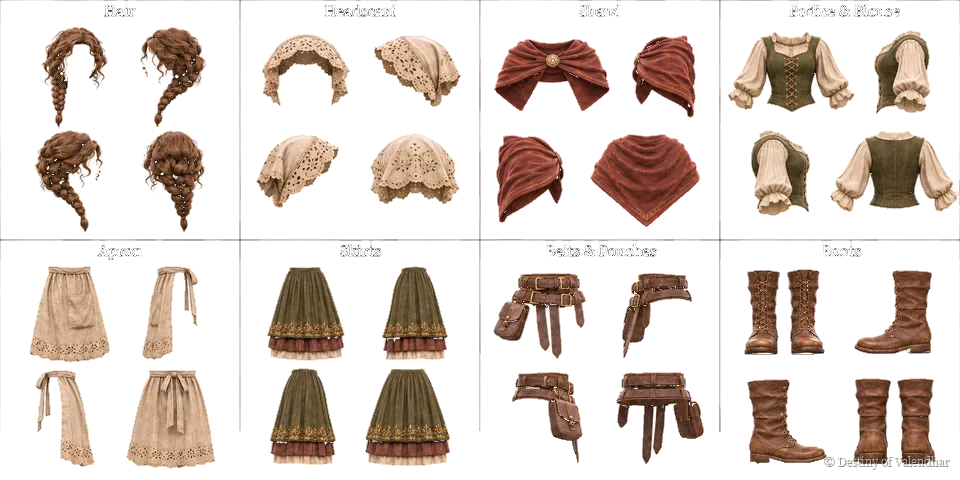 Hair
Headscarf
Shawl
Bodice & Blouse
Apron
Skirts
Belts & Pouches
Boots
© Destiny of Valendhar